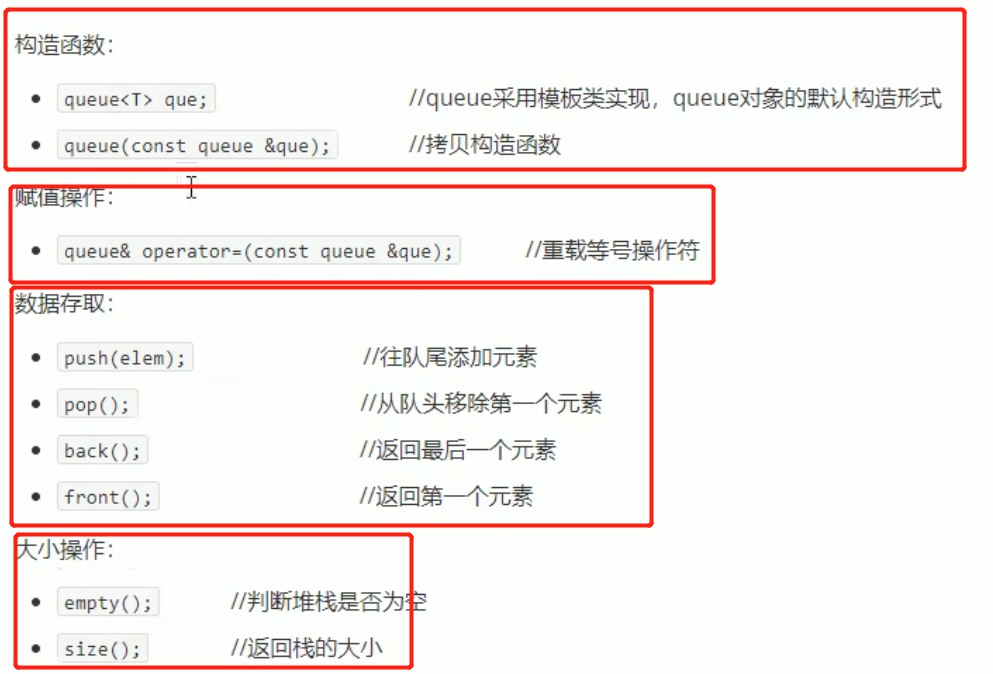 构造函数：
queue<T> que; //queue采用模板类实现，queue对象的默认构造形式
queue(const queue &que); //拷贝构造函数
赋值操作：
queue& operator=(const queue &que); //重载等号操作符
数据存取：
push(elem); //往队尾添加元素
pop(); //从队头移除第一个元素
back(); //返回最后一个元素
front(); //返回第一个元素
大小操作：
empty(); //判断堆栈是否为空
size(); //返回栈的大小